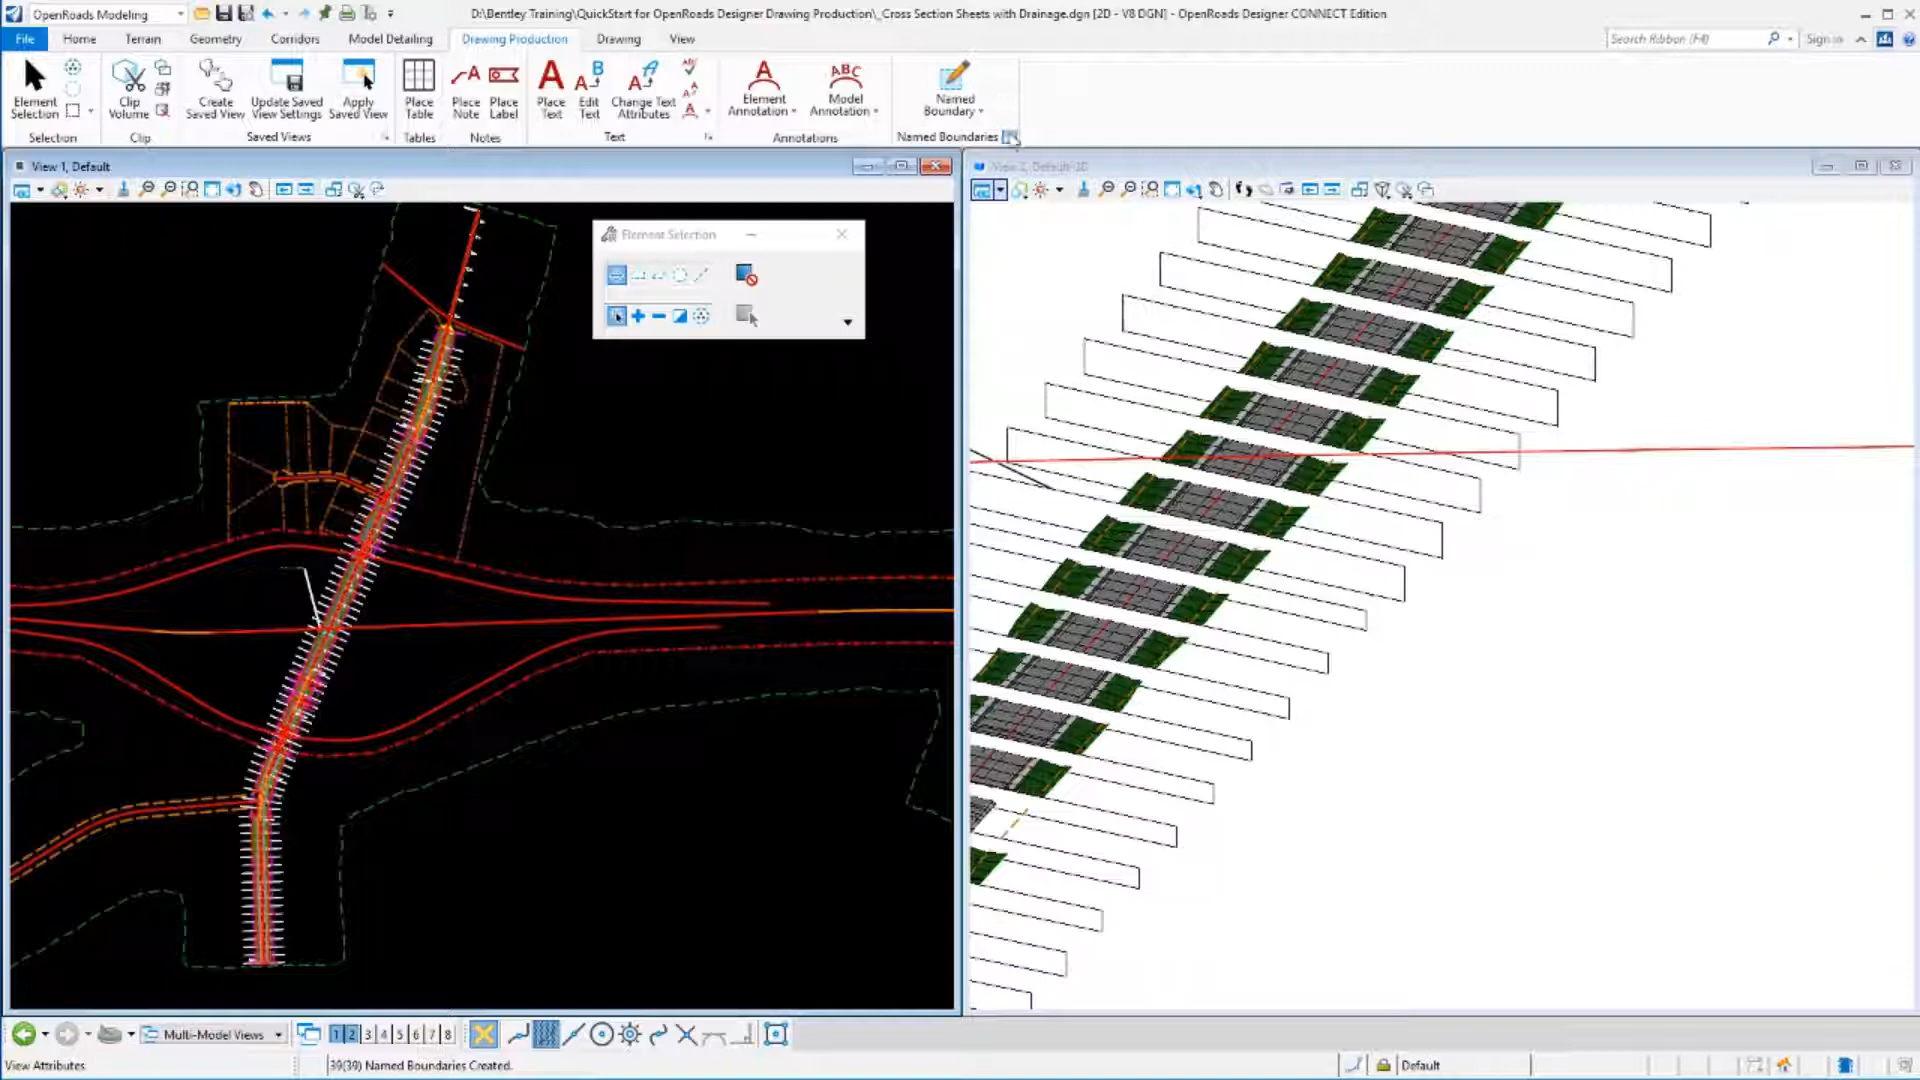 OpenRoads Modeling
D:\Bentley Training\QuickStart for OpenRoads Designer Drawing Production\_Cross Section Sheets with Drainage.dgn [2D - V8 DGN] - OpenRoads Designer CONNECT Edition
File Home Terrain Geometry Corridors Model Detailing Drawing Production Drawing View
Search Ribbon (F4)
Sign in
Element Selection
Clip Volume
Create Saved View
Update Saved View Settings
Apply Saved View
Place Table
Place Note
Place Label
Place Text
Edit Text
Change Text Attributes
Element Annotation
Model Annotation
Named Boundary
Selection Clip Saved Views Tables Notes Text Annotations Named Boundaries
View 1, Default
View 2, Default-3D
Element Selection
Multi-Model Views
1 2 3 4 5 6 7 8
View Attributes
39(39) Named Boundaries Created.
Default